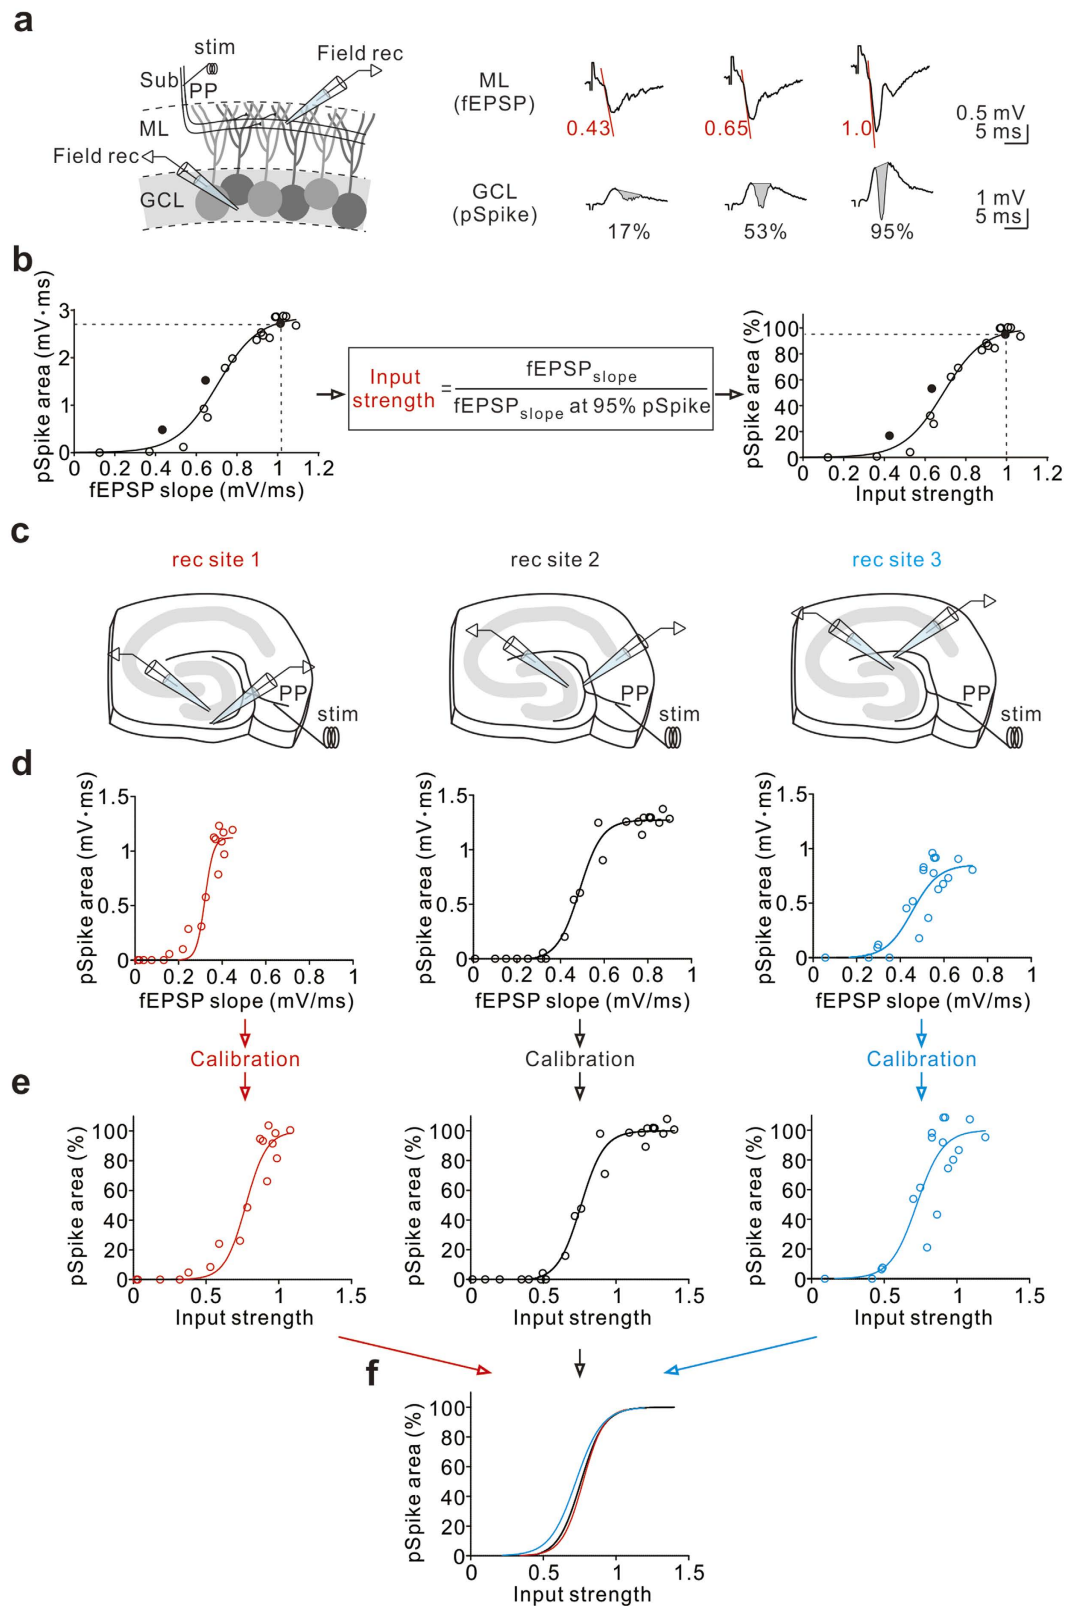 a
stim
Field rec
Sub
PP
ML
Field rec
GCL
ML
(fEPSP)
0.43
0.65
1.0
0.5 mV
5 ms
GCL
(pSpike)
17%
53%
95%
1 mV
5 ms
b
pSpike area (mV·ms)
3
2
1
0
0 0.2 0.4 0.6 0.8 1 1.2
fEPSP slope (mV/ms)
Input
strength
=
fEPSPslope
fEPSPslope at 95% pSpike
pSpike area (%)
100
80
60
40
20
0
0 0.2 0.4 0.6 0.8 1 1.2
Input strength
c
rec site 1
rec site 2
rec site 3
PP
stim
PP
stim
PP
stim
d
pSpike area (mV·ms)
1.5
1
0.5
0
0 0.2 0.4 0.6 0.8 1
fEPSP slope (mV/ms)
pSpike area (mV·ms)
1.5
1
0.5
0
0 0.2 0.4 0.6 0.8 1
fEPSP slope (mV/ms)
pSpike area (mV·ms)
1.5
1
0.5
0
0 0.2 0.4 0.6 0.8 1
fEPSP slope (mV/ms)
Calibration
Calibration
Calibration
e
pSpike area (%)
100
80
60
40
20
0
0 0.5 1 1.5
Input strength
pSpike area (%)
100
80
60
40
20
0
0 0.5 1 1.5
Input strength
pSpike area (%)
100
80
60
40
20
0
0 0.5 1 1.5
Input strength
f
pSpike area (%)
100
80
60
40
20
0
0 0.5 1 1.5
Input strength